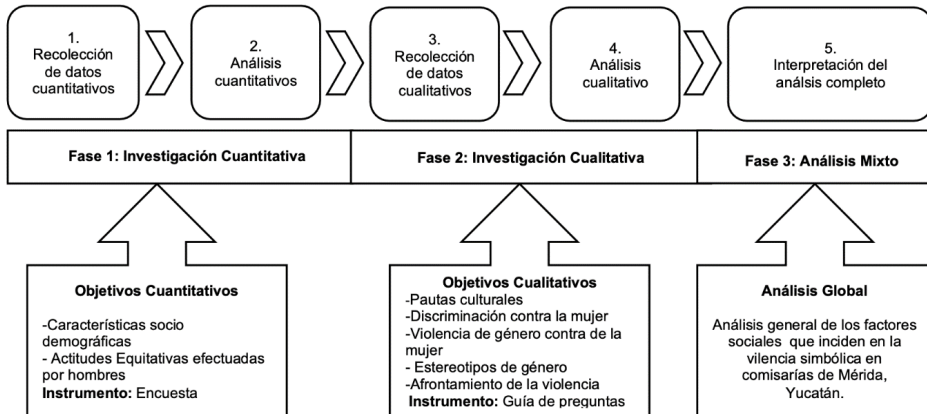 1.
Recolección
de datos
cuantitativos
2.
Análisis
cuantitativos
3.
Recolección
de datos
cualitativos
4.
Análisis
cualitativo
5.
Interpretación del
análsis completo
Fase 1: Investigación Cuantitativa
Fase 2: Investigación Cualitativa
Fase 3: Análisis Mixto
Objetivos Cuantitativos
-Características socio
demográficas
- Actitudes Equitativas efectuadas
por hombres
Instrumento: Encuesta
Objetivos Cualitativos
-Pautas culturales
-Discriminación contra la mujer
-Violencia de género contra de la
mujer
-Estereotipos de género
-Afrontamiento de la violencia
Instrumento: Guía de preguntas
Análisis Global
Análisis general de los factores
sociales que inciden en la
vilencia simbólica en
comisarías de Mérida,
Yucatán.